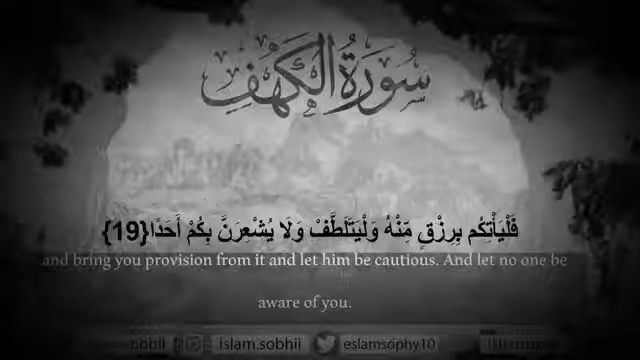 سُورَةُ الكَهْفِ
فَلْيَأْتِكُم بِرِزْقٍ مِّنْهُ وَلْيَتَلَطَّفْ وَلَا يُشْعِرَنَّ بِكُمْ أَحَدًا{19}
and bring you provision from it and let him be cautious. And let no one be
aware of you.
islam.sobhii eslamsophy10